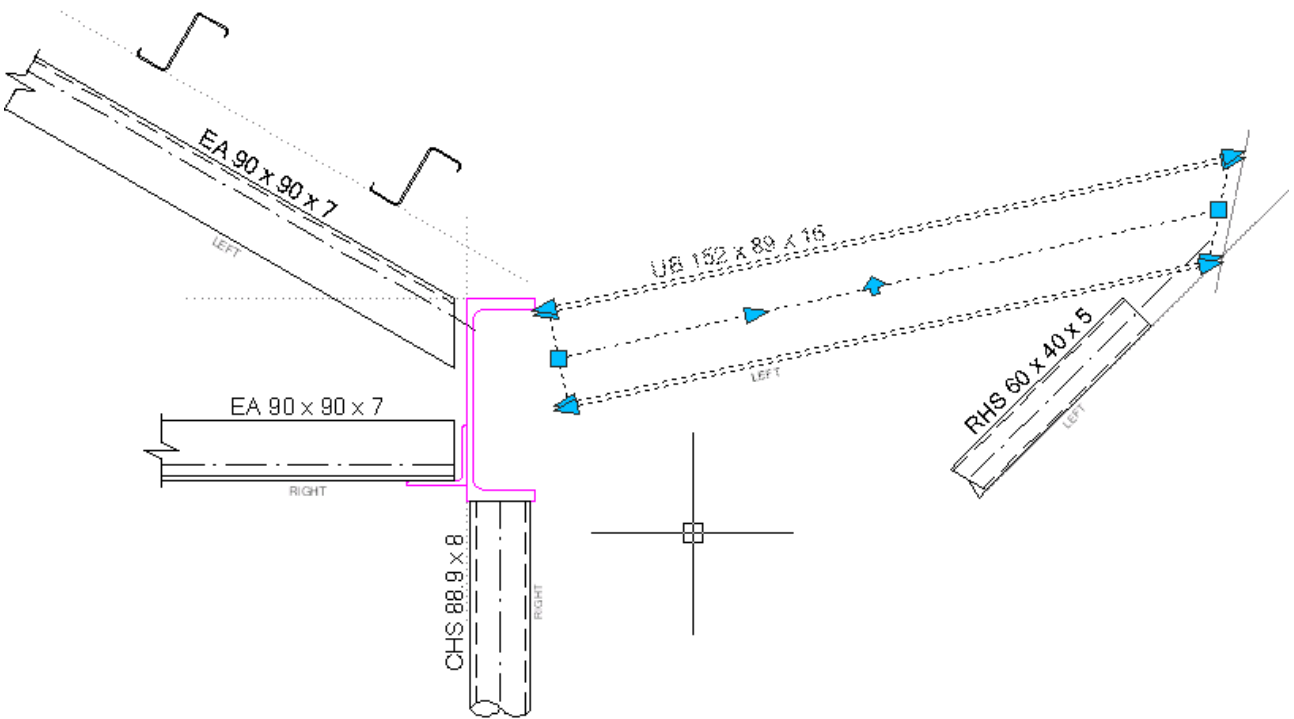 EA 90 x 90 x 7
LEFT
UB 152 x 89 x 16
LEFT
RHS 60 x 40 x 5
LEFT
EA 90 x 90 x 7
RIGHT
CHS 88.9 x 8
RIGHT